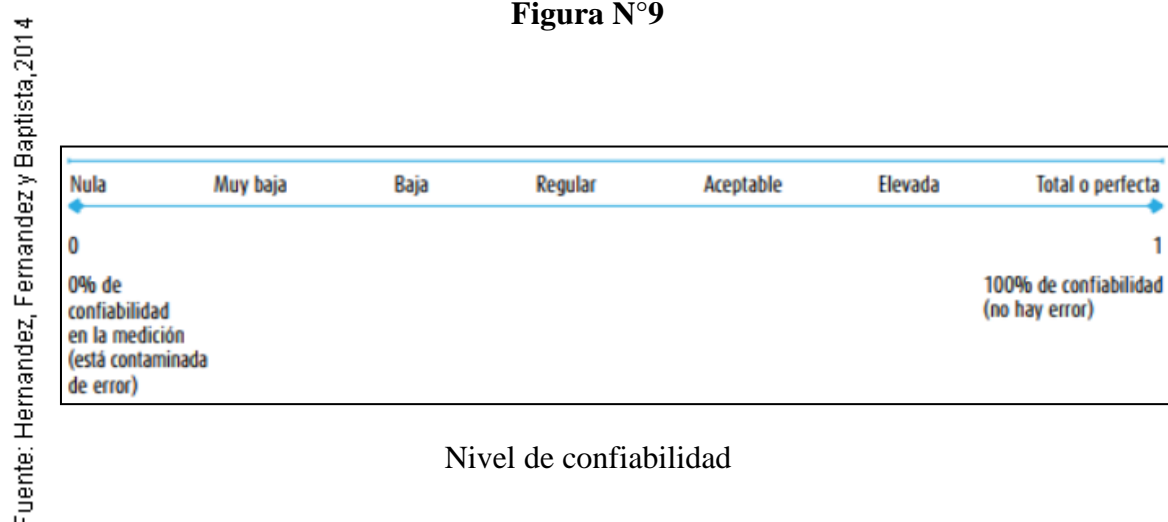 Figura N°9
Fuente: Hernandez, Fernandez y Baptista,2014
Nula Muy baja Baja Regular Aceptable Elevada Total o perfecta
0 1
0% de
confiabilidad
en la medición
(está contaminada
de error)
100% de confiabilidad
(no hay error)
Nivel de confiabilidad